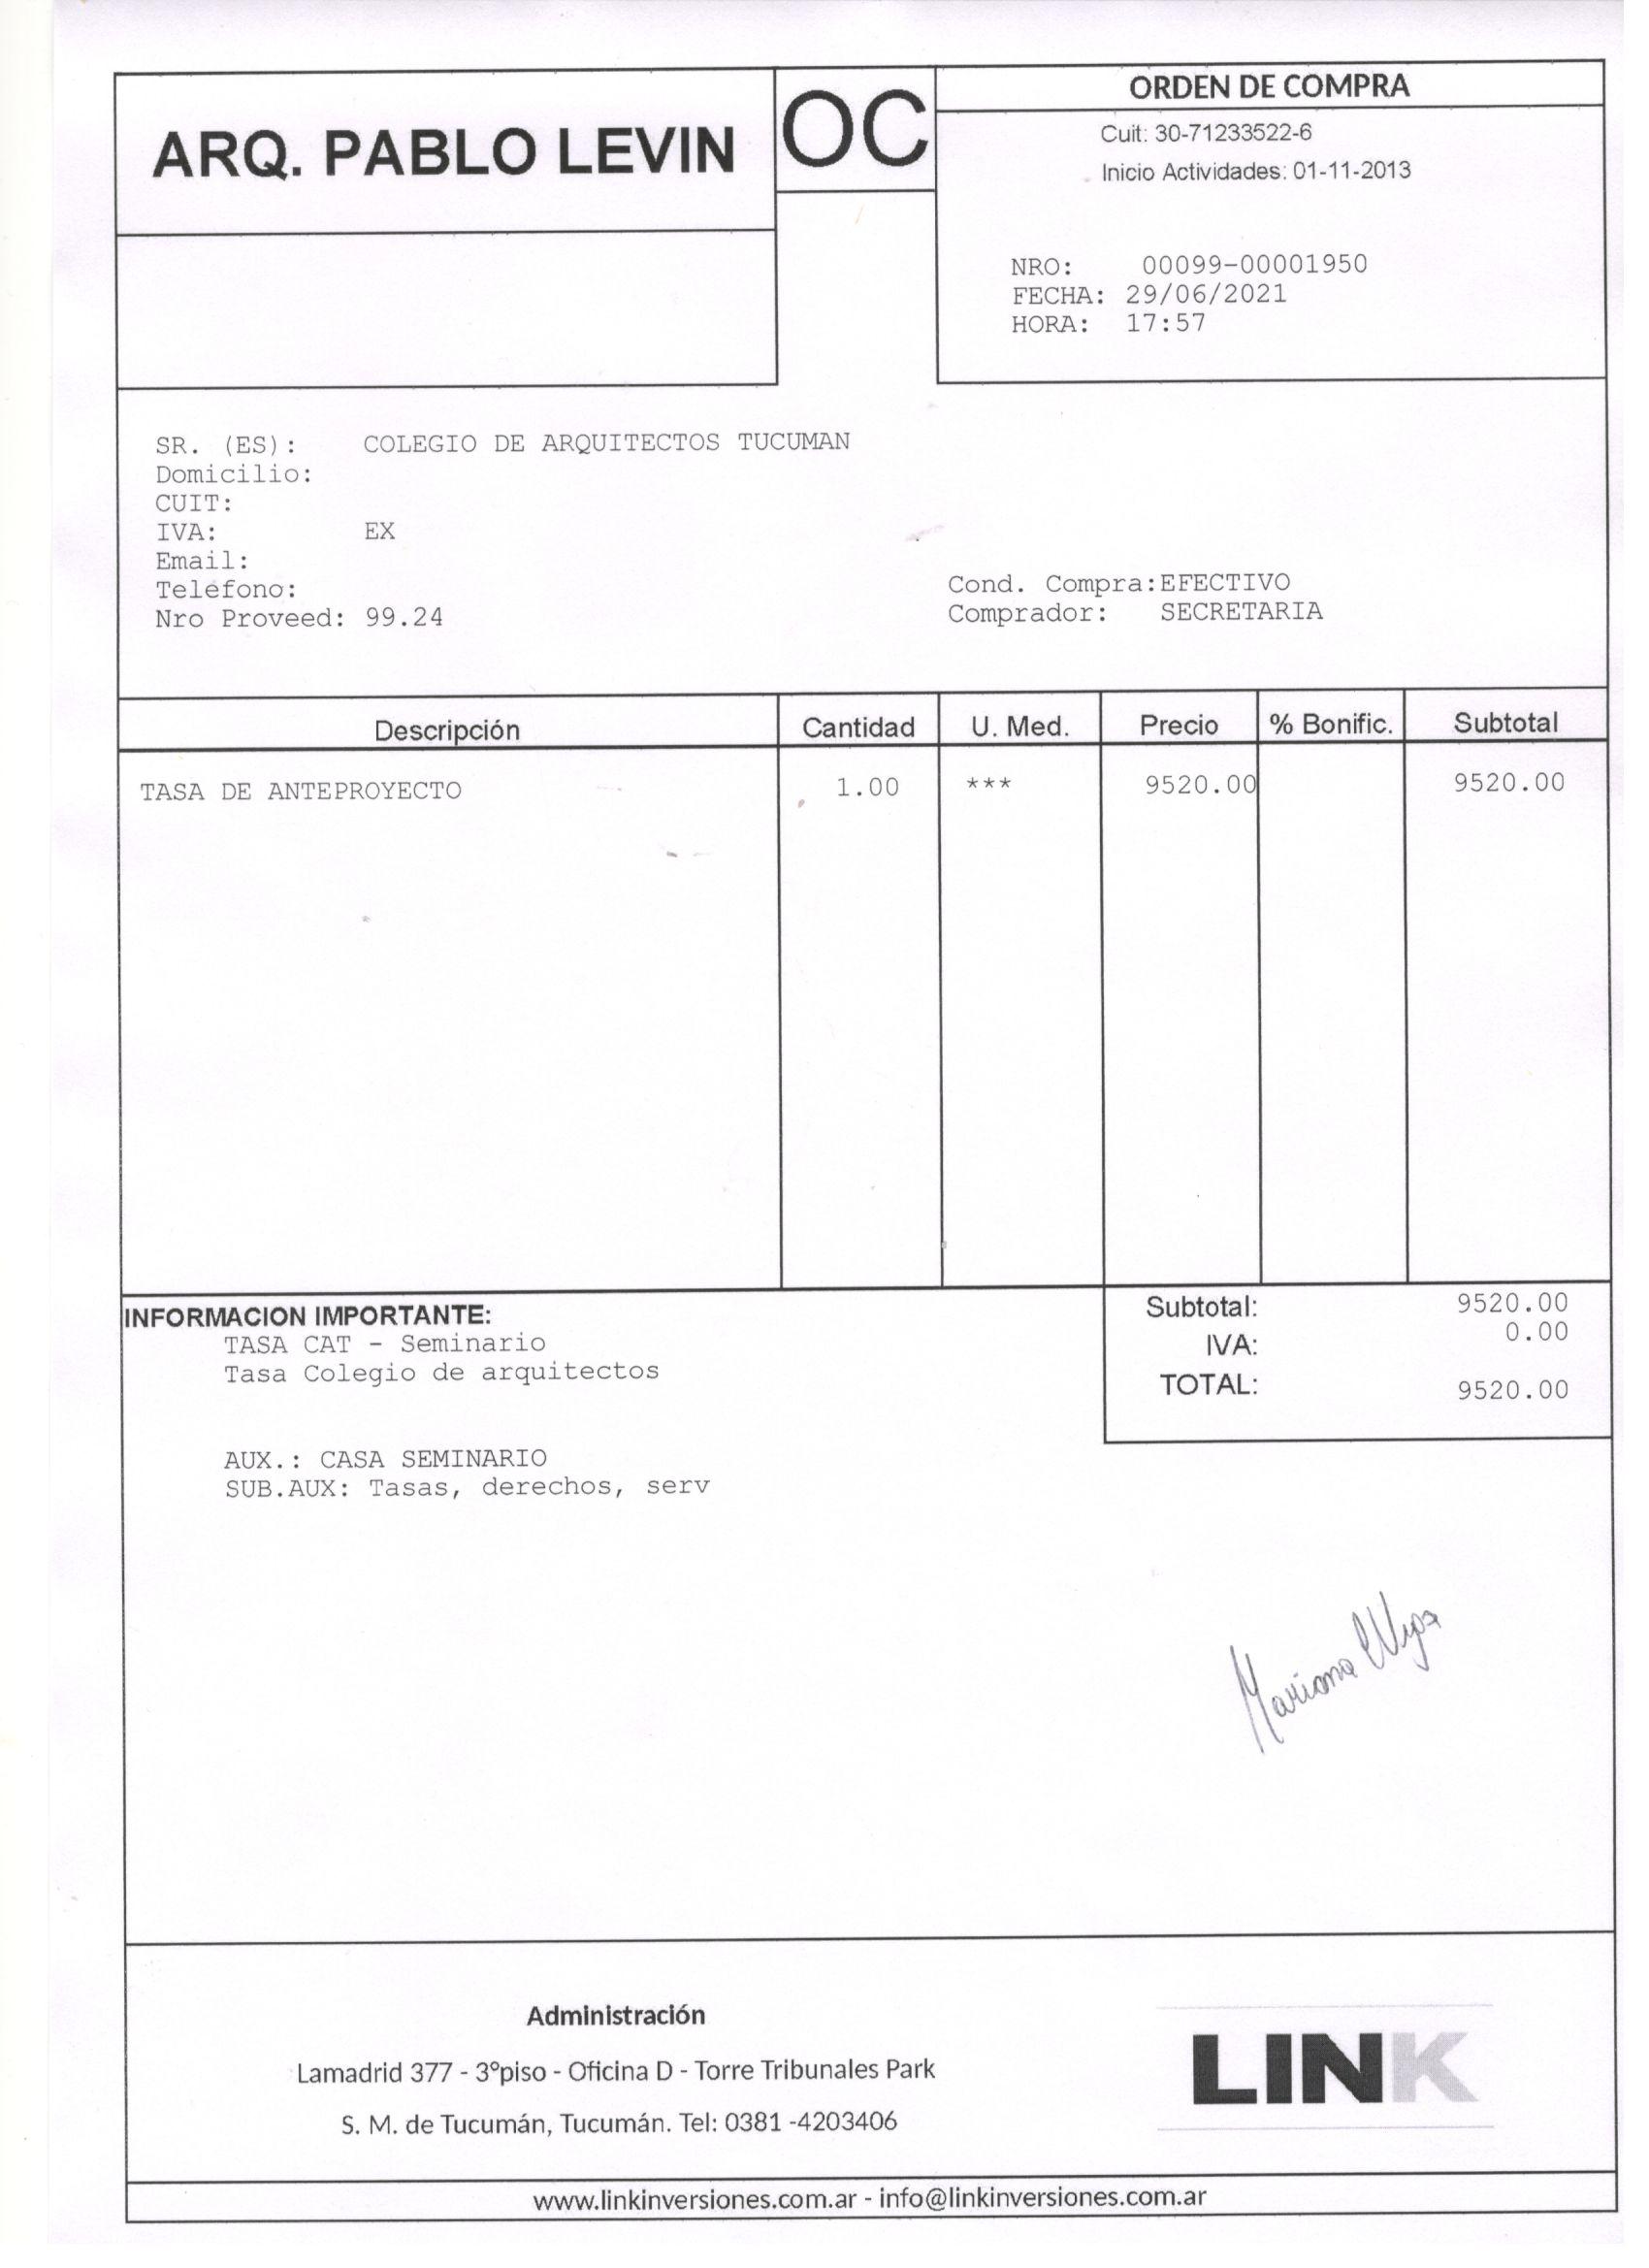 ARQ. PABLO LEVIN
OC
ORDEN DE COMPRA
Cuit: 30-71233522-6
Inicio Actividades: 01-11-2013
NRO: 00099-00001950
FECHA: 29/06/2021
HORA: 17:57
SR. (ES): COLEGIO DE ARQUITECTOS TUCUMAN
Domicilio:
CUIT:
IVA: EX
Email:
Teléfono:
Nro Proveed: 99.24
Cond. Compra:EFECTIVO
Comprador: SECRETARIA
Descripción Cantidad U. Med. Precio % Bonific. Subtotal
TASA DE ANTEPROYECTO 1.00 *** 9520.00 9520.00
INFORMACION IMPORTANTE:
TASA CAT - Seminario
Tasa Colegio de arquitectos
AUX.: CASA SEMINARIO
SUB.AUX: Tasas, derechos, serv
Subtotal: 9520.00
IVA: 0.00
TOTAL: 9520.00
Mariana
Administración
Lamadrid 377 - 3ºpiso - Oficina D - Torre Tribunales Park
S. M. de Tucumán, Tucumán. Tel: 0381 -4203406
LINK
www.linkinversiones.com.ar - info@linkinversiones.com.ar